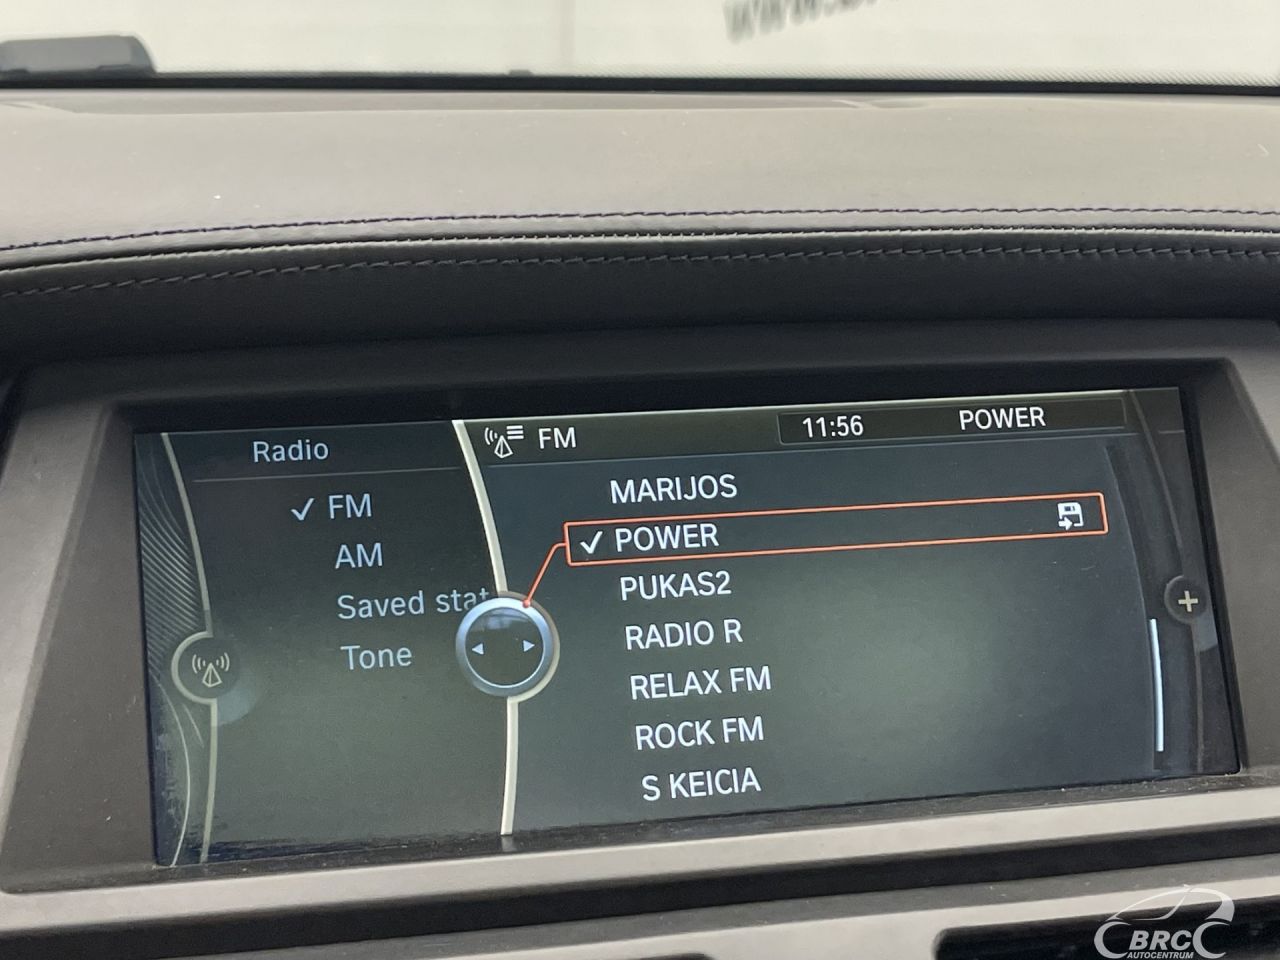 Radio
FM
AM
Saved stat
Tone
FM
11:56
POWER
MARIJOS
POWER
PUKAS2
RADIO R
RELAX FM
ROCK FM
S KEICIA
BRC
AUTOCENTRUM